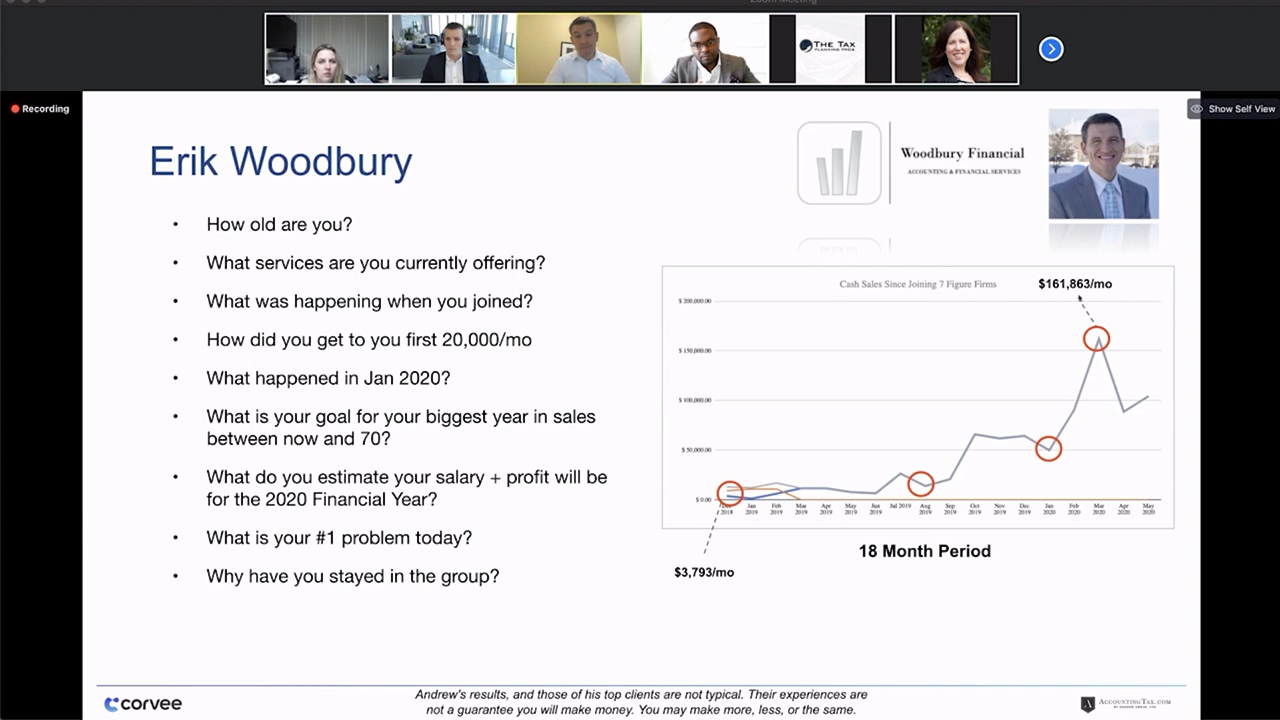 Zoom Meeting
THE TAX
PLANNING PROS
Recording
Show Self View
Erik Woodbury
Woodbury Financial
ACCOUNTING & FINANCIAL SERVICES
• How old are you?
• What services are you currently offering?
• What was happening when you joined?
• How did you get to you first 20,000/mo
• What happened in Jan 2020?
• What is your goal for your biggest year in sales
between now and 70?
• What do you estimate your salary + profit will be
for the 2020 Financial Year?
• What is your #1 problem today?
• Why have you stayed in the group?
Cash Sales Since Joining 7 Figure Firms
$161,863/mo
$ 200,000.00
$ 150,000.00
$ 100,000.00
$ 50,000.00
$ 0.00
Dec Jan Feb Mar Apr May Jun Jul 2019 Aug Sep Oct Nov Dec Jan Feb Mar Apr May
2018 2019 2019 2019 2019 2019 2019 2019 2019 2019 2019 2019 2020 2020 2020 2020 2020
18 Month Period
$3,793/mo
corvee
Andrew's results, and those of his top clients are not typical. Their experiences are
not a guarantee you will make money. You may make more, less, or the same.
A
ACCOUNTINGTAX.COM